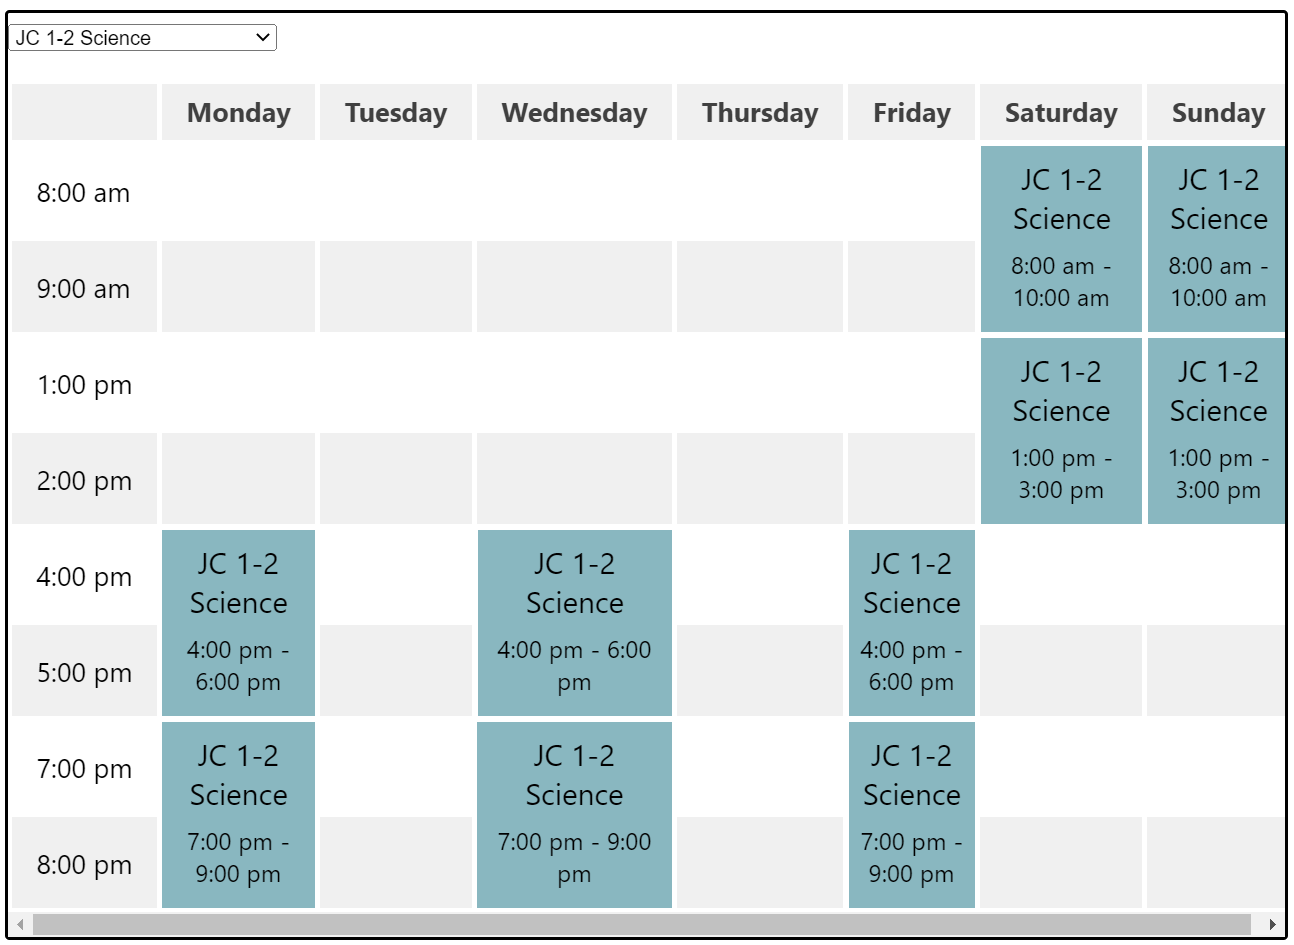 JC 1-2 Science
Monday Tuesday Wednesday Thursday Friday Saturday Sunday
8:00 am
JC 1-2
Science
8:00 am -
10:00 am
JC 1-2
Science
8:00 am -
10:00 am
9:00 am
1:00 pm
JC 1-2
Science
1:00 pm -
3:00 pm
JC 1-2
Science
1:00 pm -
3:00 pm
2:00 pm
4:00 pm
JC 1-2
Science
4:00 pm -
6:00 pm
JC 1-2
Science
4:00 pm - 6:00
pm
JC 1-2
Science
4:00 pm -
6:00 pm
5:00 pm
7:00 pm
JC 1-2
Science
7:00 pm -
9:00 pm
JC 1-2
Science
7:00 pm - 9:00
pm
JC 1-2
Science
7:00 pm -
9:00 pm
8:00 pm